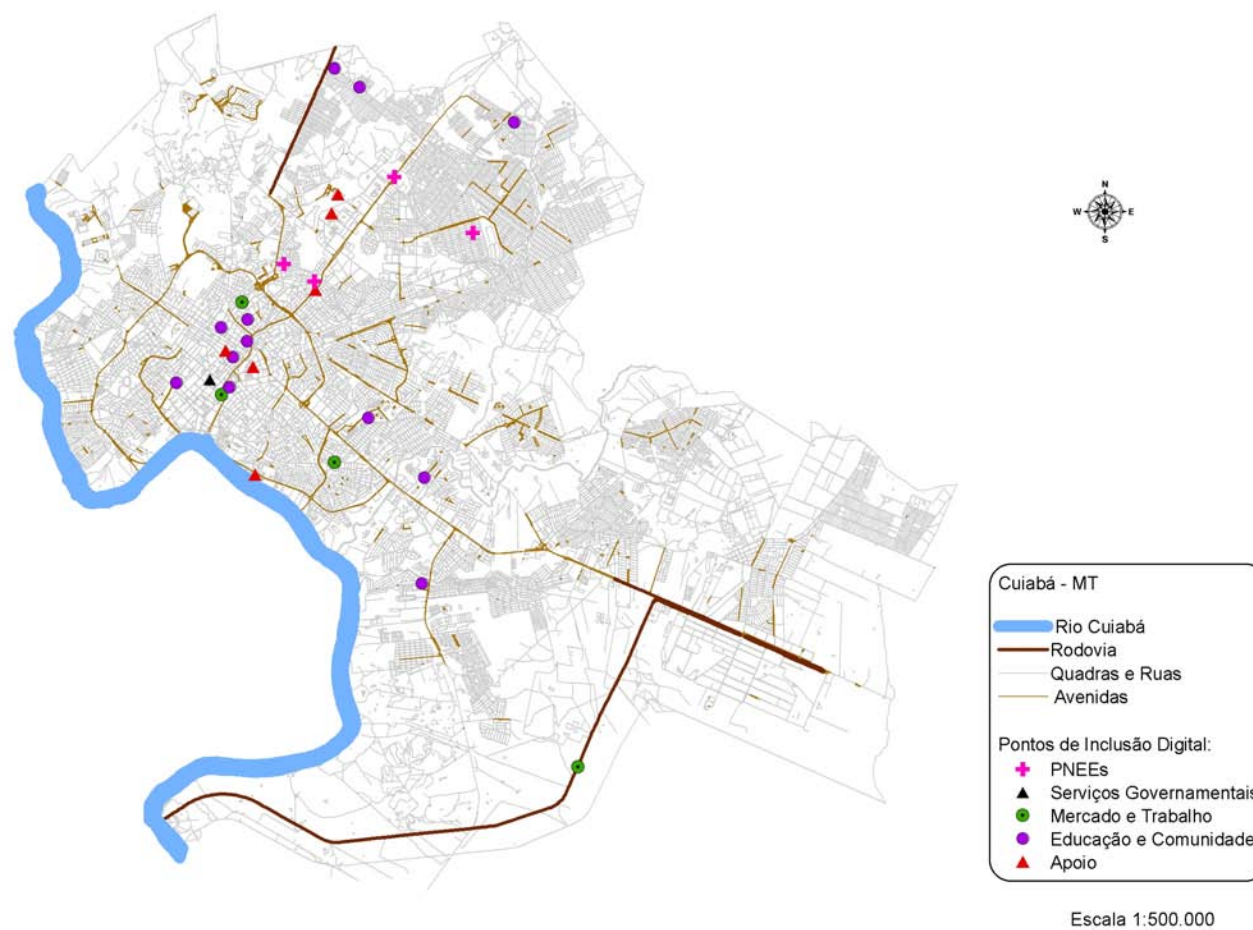 N
W E
S
Cuiabá - MT
Rio Cuiabá
Rodovia
Quadras e Ruas
Avenidas
Pontos de Inclusão Digital:
PNEEs
Serviços Governamentais
Mercado e Trabalho
Educação e Comunidade
Apoio
Escala 1:500.000